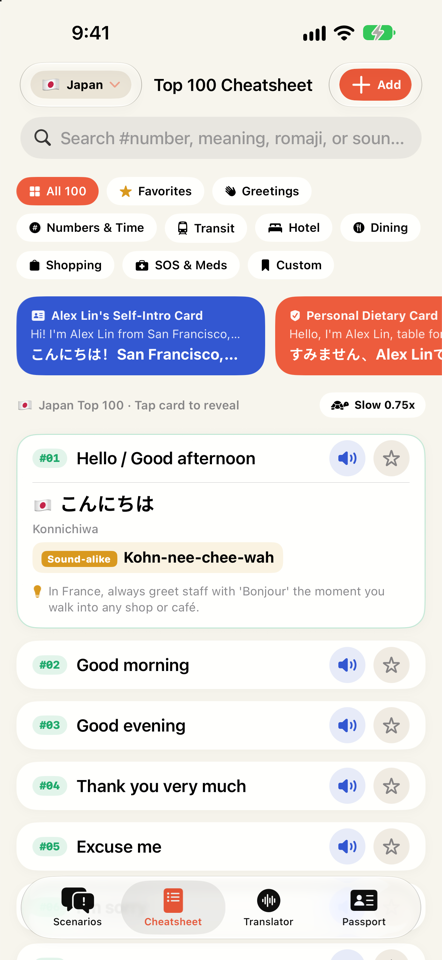 9:41
Japan
Top 100 Cheatsheet
Add
Search #number, meaning, romaji, or soun...
All 100
Favorites
Greetings
Numbers & Time
Transit
Hotel
Dining
Shopping
SOS & Meds
Custom
Alex Lin's Self-Intro Card
Hi! I'm Alex Lin from San Francisco,...
こんにちは！San Francisco,...
Personal Dietary Card
Hello, I'm Alex Lin, table for
すみません、Alex Linで
Japan Top 100 · Tap card to reveal
Slow 0.75x
#01 Hello / Good afternoon
こんにちは
Konnichiwa
Sound-alike Kohn-nee-chee-wah
In France, always greet staff with 'Bonjour' the moment you
walk into any shop or café.
#02 Good morning
#03 Good evening
#04 Thank you very much
#05 Excuse me
Scenarios
Cheatsheet
Translator
Passport